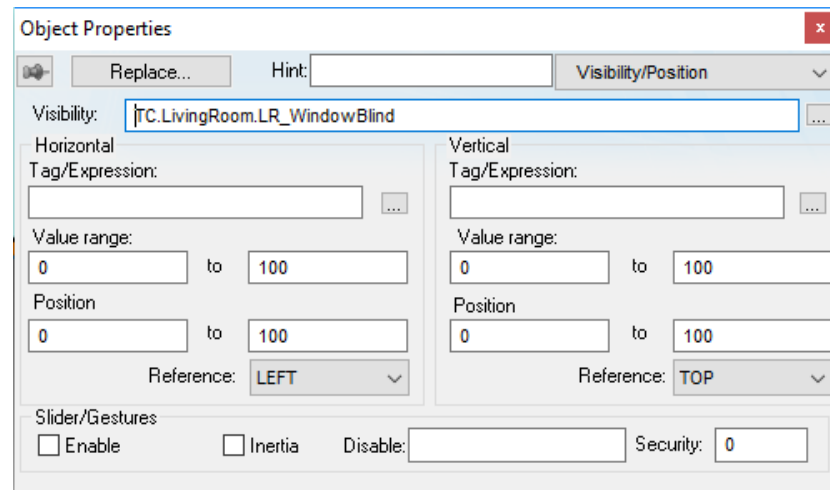 Object Properties
x
Replace... Hint: Visibility/Position
Visibility: TC.LivingRoom.LR_WindowBlind ...
Horizontal Vertical
Tag/Expression: Tag/Expression:
... ...
Value range: Value range:
0 to 100 0 to 100
Position Position
0 to 100 0 to 100
Reference: LEFT Reference: TOP
Slider/Gestures
Enable Inertia Disable: Security: 0